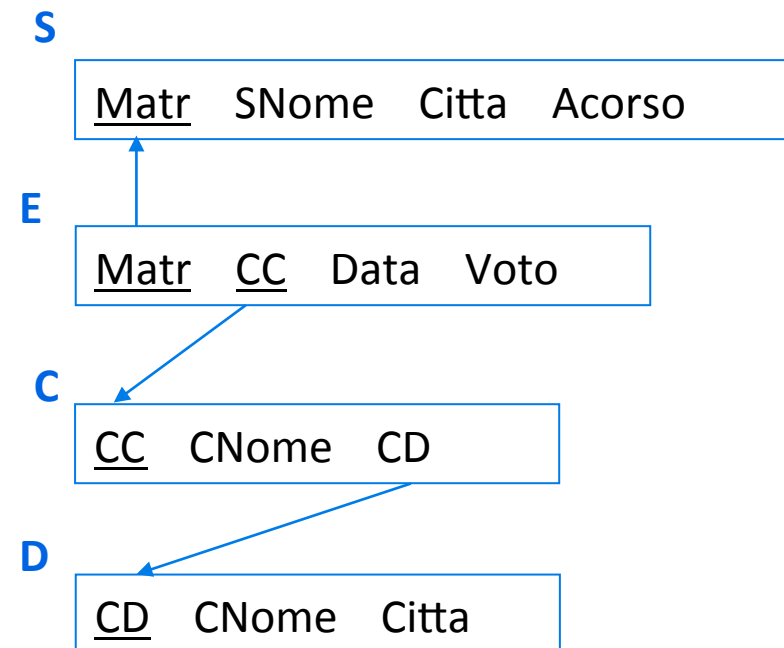 S
Matr SNome Citta Acorso
E
Matr CC Data Voto
C
CC CNome CD
D
CD CNome Citta